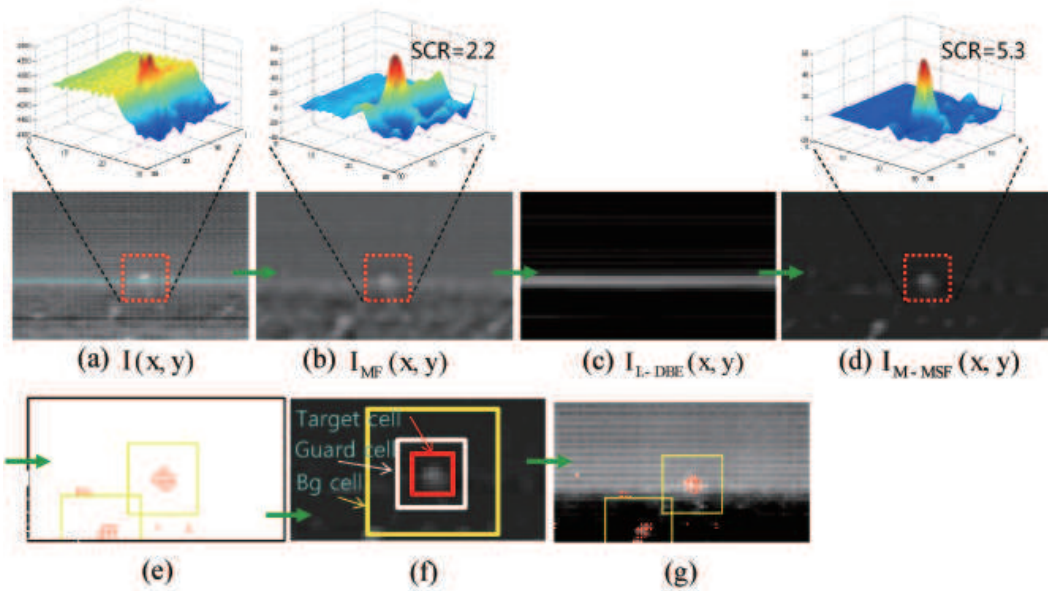 SCR=2.2
SCR=5.3
(a) I(x, y)
(b) I_MF(x, y)
(c) I_L-DBE(x, y)
(d) I_M-MSF(x, y)
Target cell
Guard cell
Bg cell
(e)
(f)
(g)